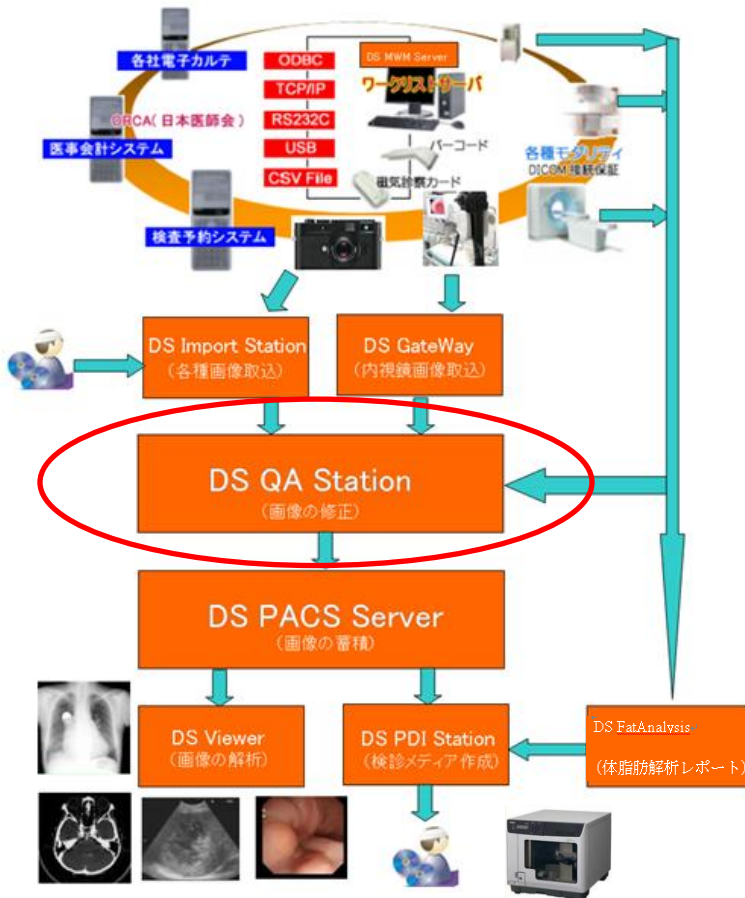 各社電子カルテ
ORCA(日本医師会)
医事会計システム
検査予約システム
ODBC
TCP/IP
RS232C
USB
CSV File
DS MWM Server
ワークリストサーバ
バーコード
磁気診察カード
各種モダリティ
DICOM 接続保証
DS Import Station
(各種画像取込)
DS GateWay
(内視鏡画像取込)
DS QA Station
(画像の修正)
DS PACS Server
(画像の蓄積)
DS Viewer
(画像の解析)
DS PDI Station
(検診メディア作成)
DS FatAnalysis
(体脂肪解析レポート)